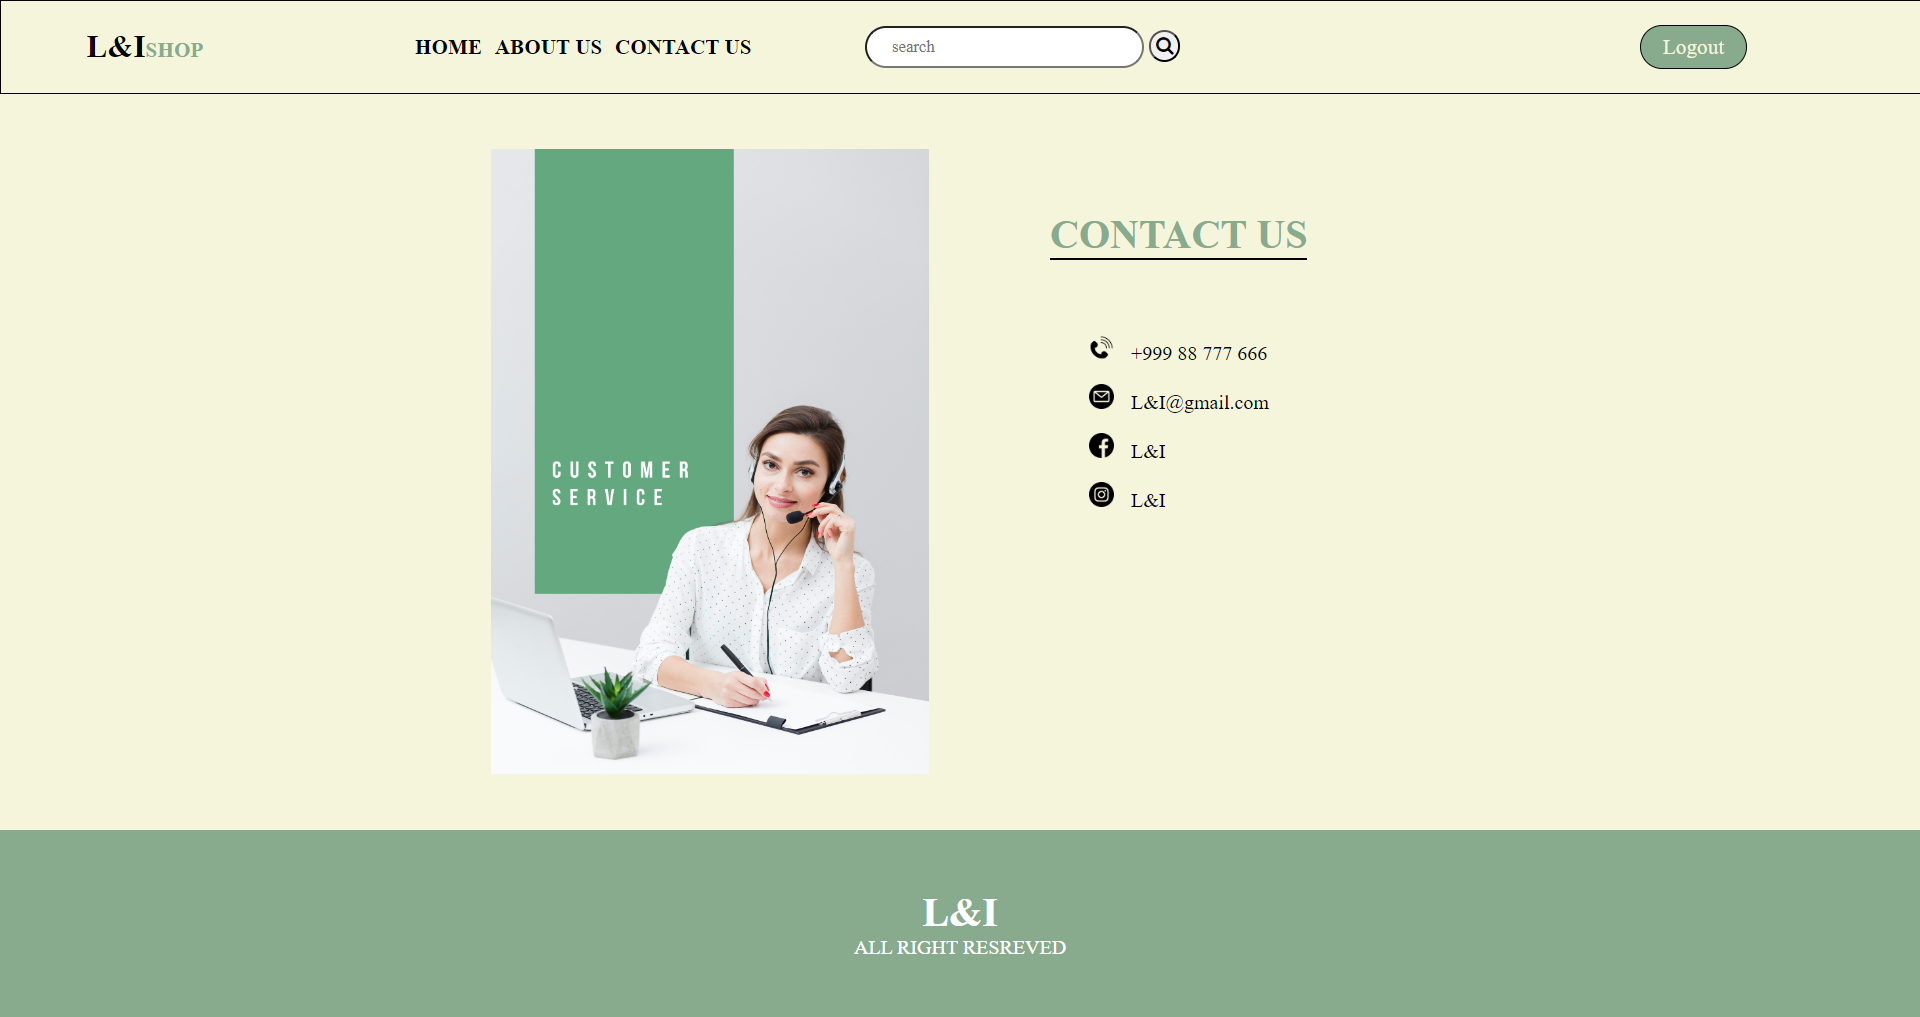 L&ISHOP HOME ABOUT US CONTACT US search Logout
CUSTOMER
SERVICE
CONTACT US
+999 88 777 666
L&I@gmail.com
L&I
L&I
L&I
ALL RIGHT RESREVED